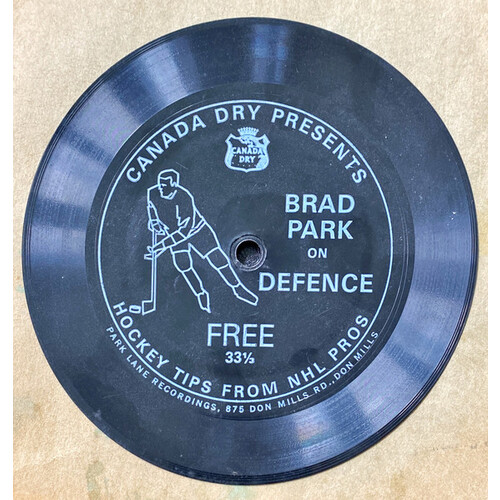 CANADA DRY PRESENTS
CANADA
DRY
BRAD
PARK
ON
DEFENCE
FREE
33⅓
HOCKEY TIPS FROM NHL PROS
PARK LANE RECORDINGS, 875 DON MILLS RD., DON MILLS